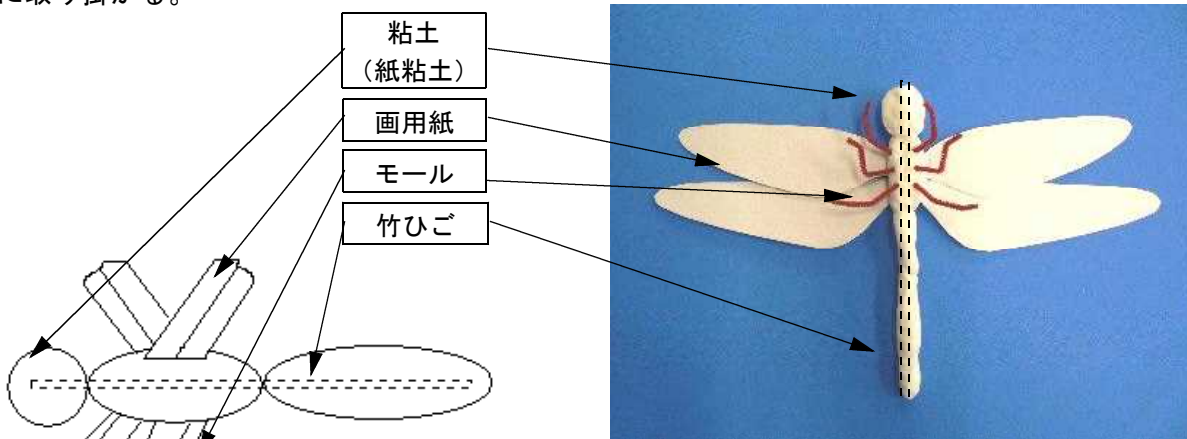 に取り掛かる。
粘土
（紙粘土）
画用紙
モール
竹ひご